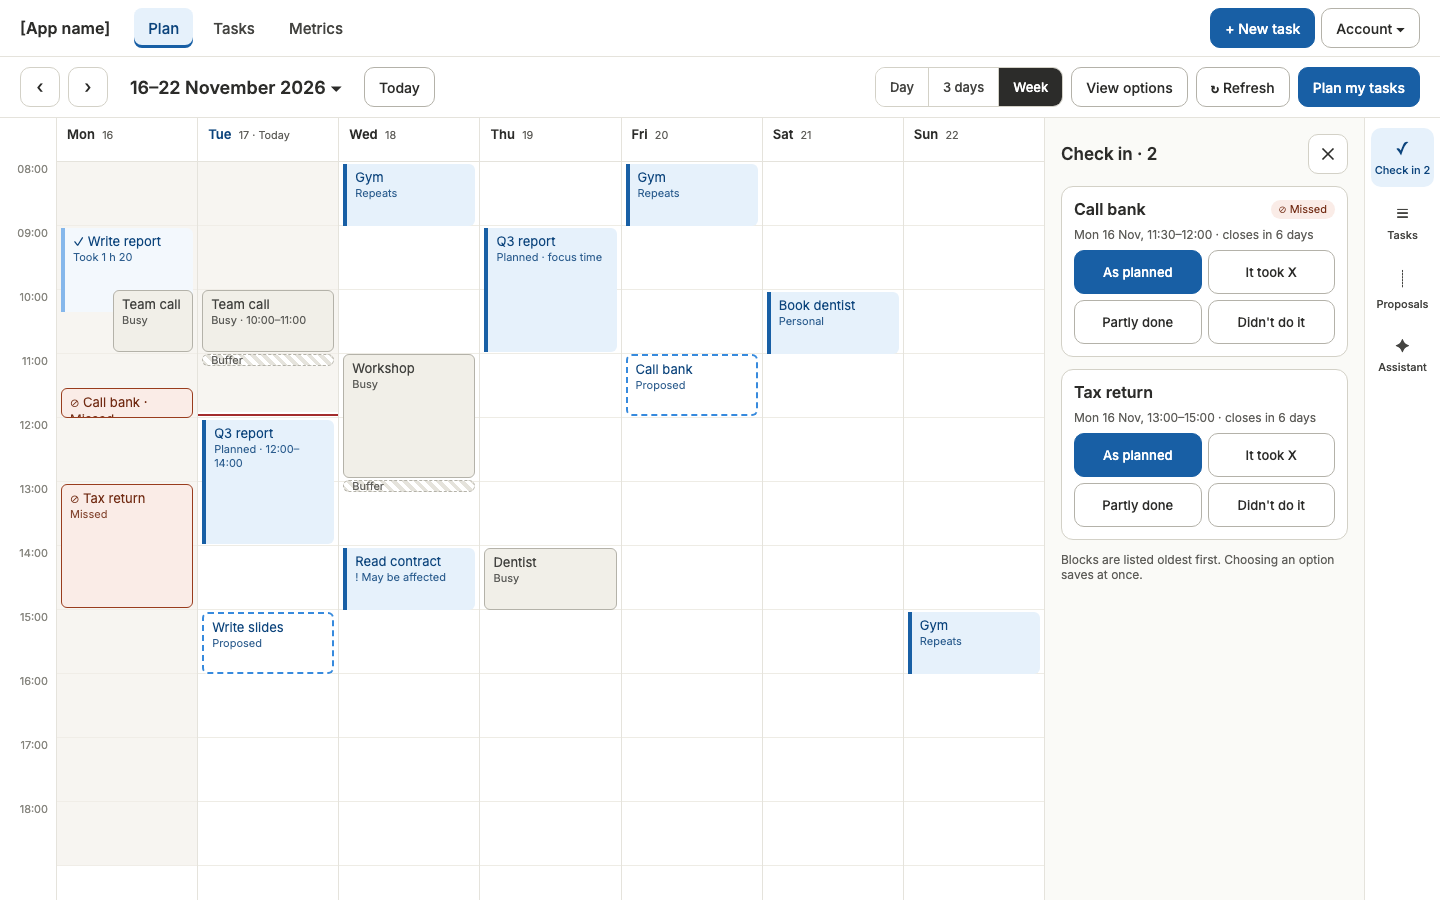 [App name]
Plan
Tasks
Metrics
+ New task
Account
16–22 November 2026
Today
Day
3 days
Week
View options
↻ Refresh
Plan my tasks
Mon 16
Tue 17 · Today
Wed 18
Thu 19
Fri 20
Sat 21
Sun 22
08:00
09:00
10:00
11:00
12:00
13:00
14:00
15:00
16:00
17:00
18:00
✓ Write report
Took 1 h 20
Team call
Busy
⊘ Call bank ·
Missed
⊘ Tax return
Missed
Team call
Busy · 10:00–11:00
Buffer
Q3 report
Planned · 12:00–
14:00
Write slides
Proposed
Gym
Repeats
Workshop
Busy
Buffer
Read contract
! May be affected
Q3 report
Planned · focus time
Dentist
Busy
Gym
Repeats
Call bank
Proposed
Book dentist
Personal
Gym
Repeats
Check in · 2
Call bank
⊘ Missed
Mon 16 Nov, 11:30–12:00 · closes in 6 days
As planned
It took X
Partly done
Didn't do it
Tax return
Mon 16 Nov, 13:00–15:00 · closes in 6 days
As planned
It took X
Partly done
Didn't do it
Blocks are listed oldest first. Choosing an option
saves at once.
Check in 2
Tasks
Proposals
Assistant